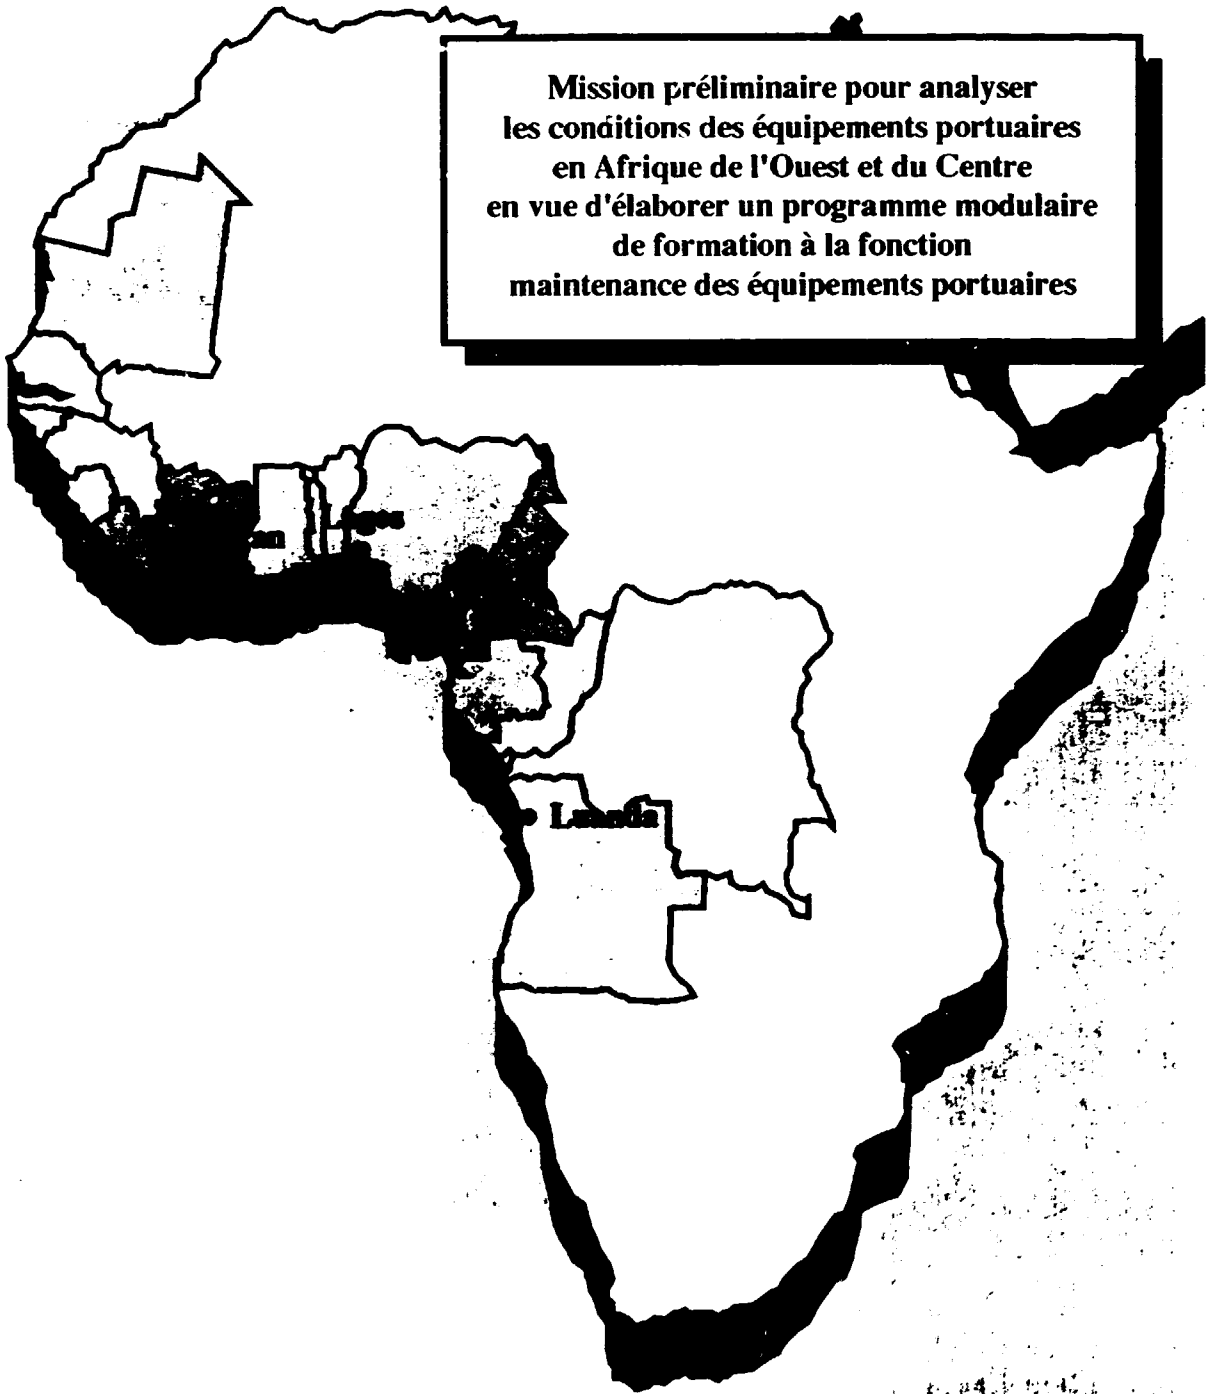 Mission préliminaire pour analyser
les conditions des équipements portuaires
en Afrique de l'Ouest et du Centre
en vue d'élaborer un programme modulaire
de formation à la fonction
maintenance des équipements portuaires
Luanda